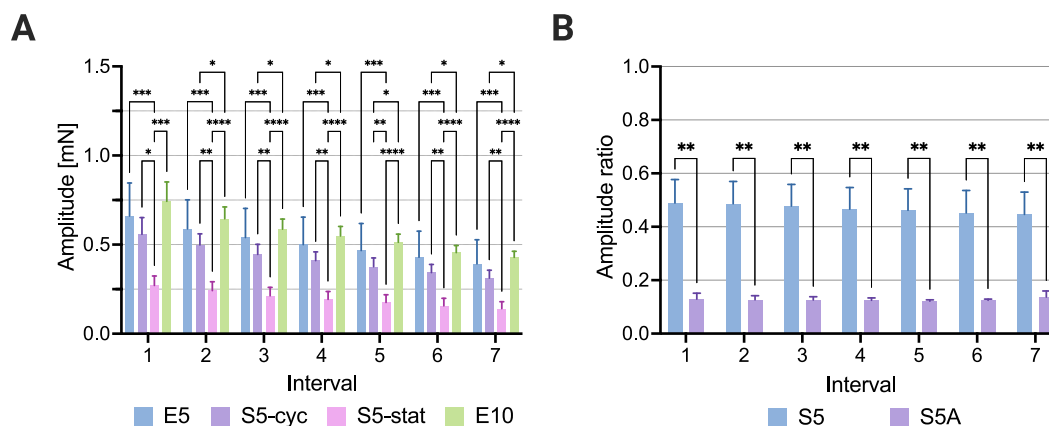 A
Amplitude [mN]
1.5
1.0
0.5
0.0
* * * *** * *
*** *** *** *** * *** ***
*** **** **** **** ** **** ****
* ** ** ** **** ** **
1 2 3 4 5 6 7
Interval
E5 S5-cyc S5-stat E10
B
Amplitude ratio
1.0
0.8
0.6
0.4
0.2
0.0
** ** ** ** ** ** **
1 2 3 4 5 6 7
Interval
S5 S5A